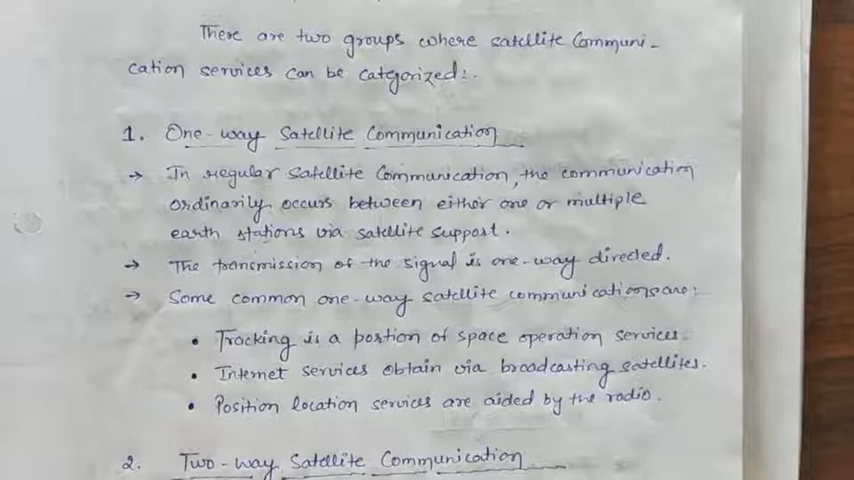 There are two groups where satellite Communi-
cation services can be categorized:.
1. One-way Satellite Communication
→ In regular satellite Communication, the communication
ordinarily occurs between either one or multiple
earth stations via satellite support.
→ The transmission of the signal is one-way directed.
→ Some common one-way satellite communications are:
• Tracking is a portion of space operation services.
• Internet services obtain via broadcasting satellites.
• Position location services are aided by the radio.
2. Two-way Satellite Communication